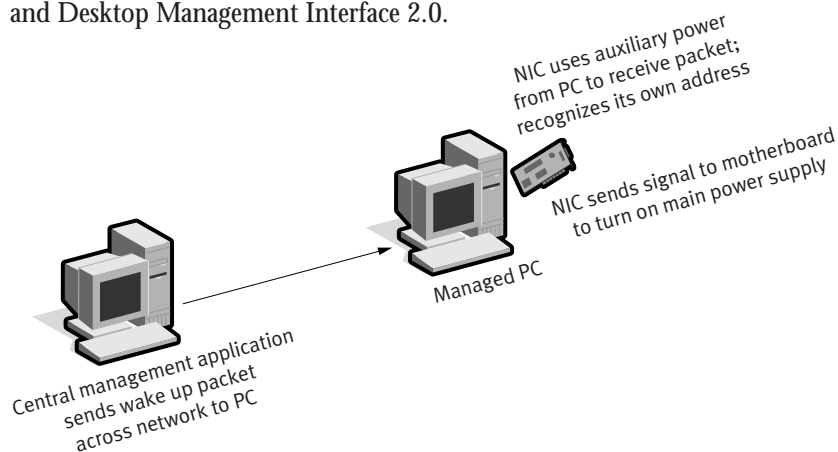 and Desktop Management Interface 2.0.
NIC uses auxiliary power
from PC to receive packet;
recognizes its own address
NIC sends signal to motherboard
to turn on main power supply
Managed PC
Central management application
sends wake up packet
across network to PC